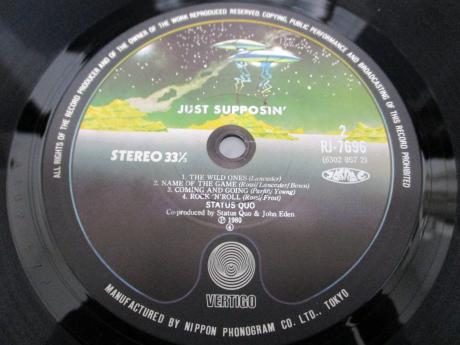 ALL RIGHTS OF THE RECORD PRODUCER AND OF THE OWNER OF THE WORK REPRODUCED RESERVED. COPYING, PUBLIC PERFORMANCE AND BROADCASTING OF THIS RECORD PROHIBITED
JUST SUPPOSIN'
STEREO 33⅓
2
RJ-7696
(6302 057 2)
1. THE WILD ONES (Lancaster)
2. NAME OF THE GAME (Rossi/Lancaster/Bown)
3. COMING AND GOING (Parfitt/Young)
4. ROCK 'N' ROLL (Rossi/Frost)
STATUS QUO
Co-produced by Status Quo & John Eden
Ⓟ 1980
④
VERTIGO
MANUFACTURED BY NIPPON PHONOGRAM CO. LTD., TOKYO